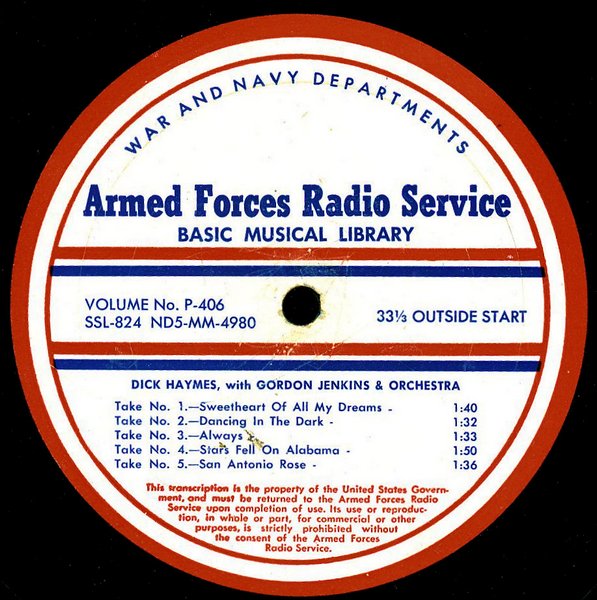 WAR AND NAVY DEPARTMENTS
Armed Forces Radio Service
BASIC MUSICAL LIBRARY
VOLUME No. P-406
SSL-824 ND5-MM-4980
33⅓ OUTSIDE START
DICK HAYMES, with GORDON JENKINS & ORCHESTRA
Take No. 1.—Sweetheart Of All My Dreams - 1:40
Take No. 2.—Dancing In The Dark - 1:32
Take No. 3.—Always - 1:33
Take No. 4.—Stars Fell On Alabama - 1:50
Take No. 5.—San Antonio Rose - 1:36
This transcription is the property of the United States Govern-
ment, and must be returned to the Armed Forces Radio
Service upon completion of use. Its use or reproduc-
tion, in whole or part, for commercial or other
purposes, is strictly prohibited without
the consent of the Armed Forces
Radio Service.